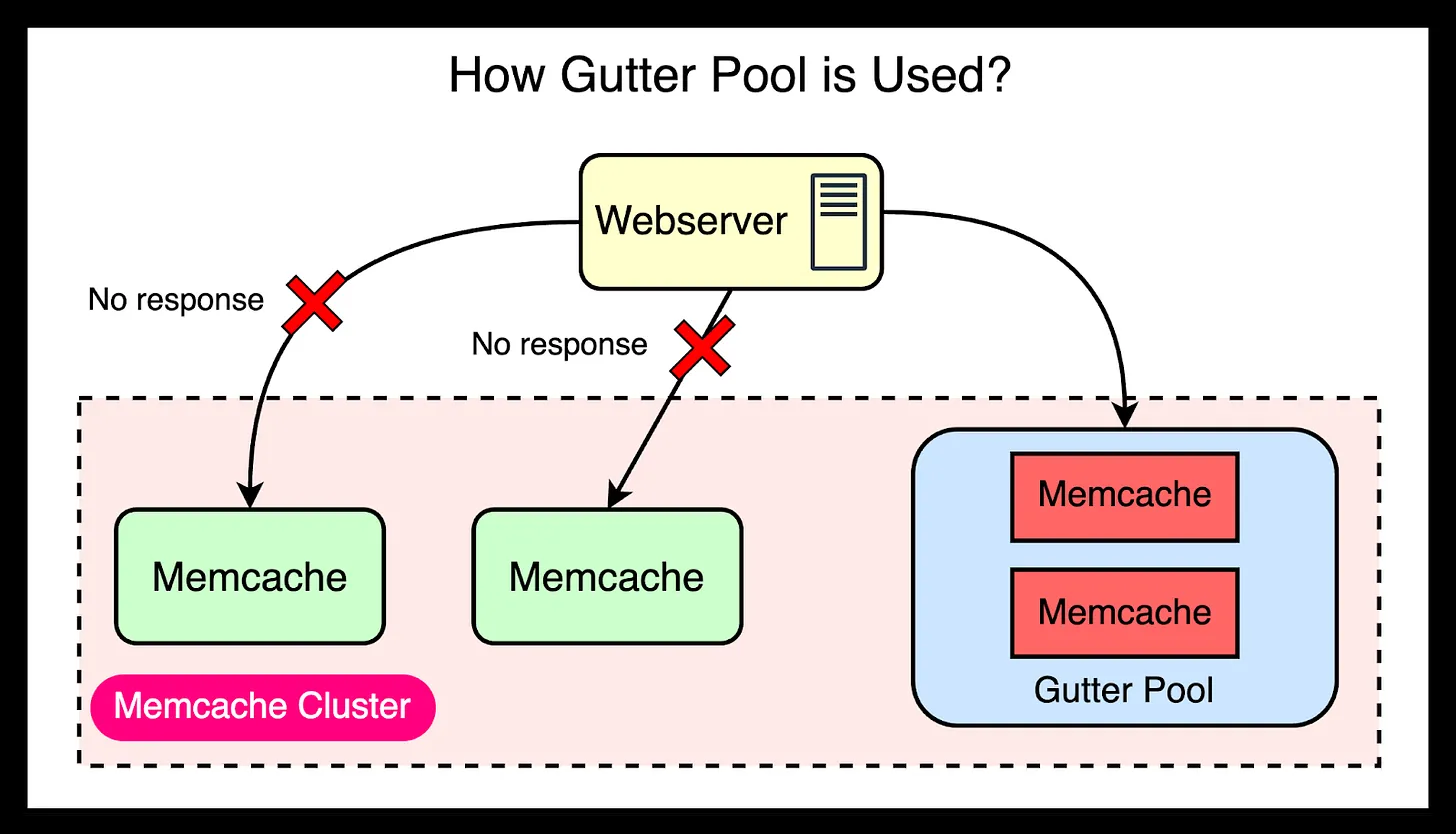 How Gutter Pool is Used?
Webserver
No response
No response
Memcache
Memcache
Memcache
Memcache
Gutter Pool
Memcache Cluster